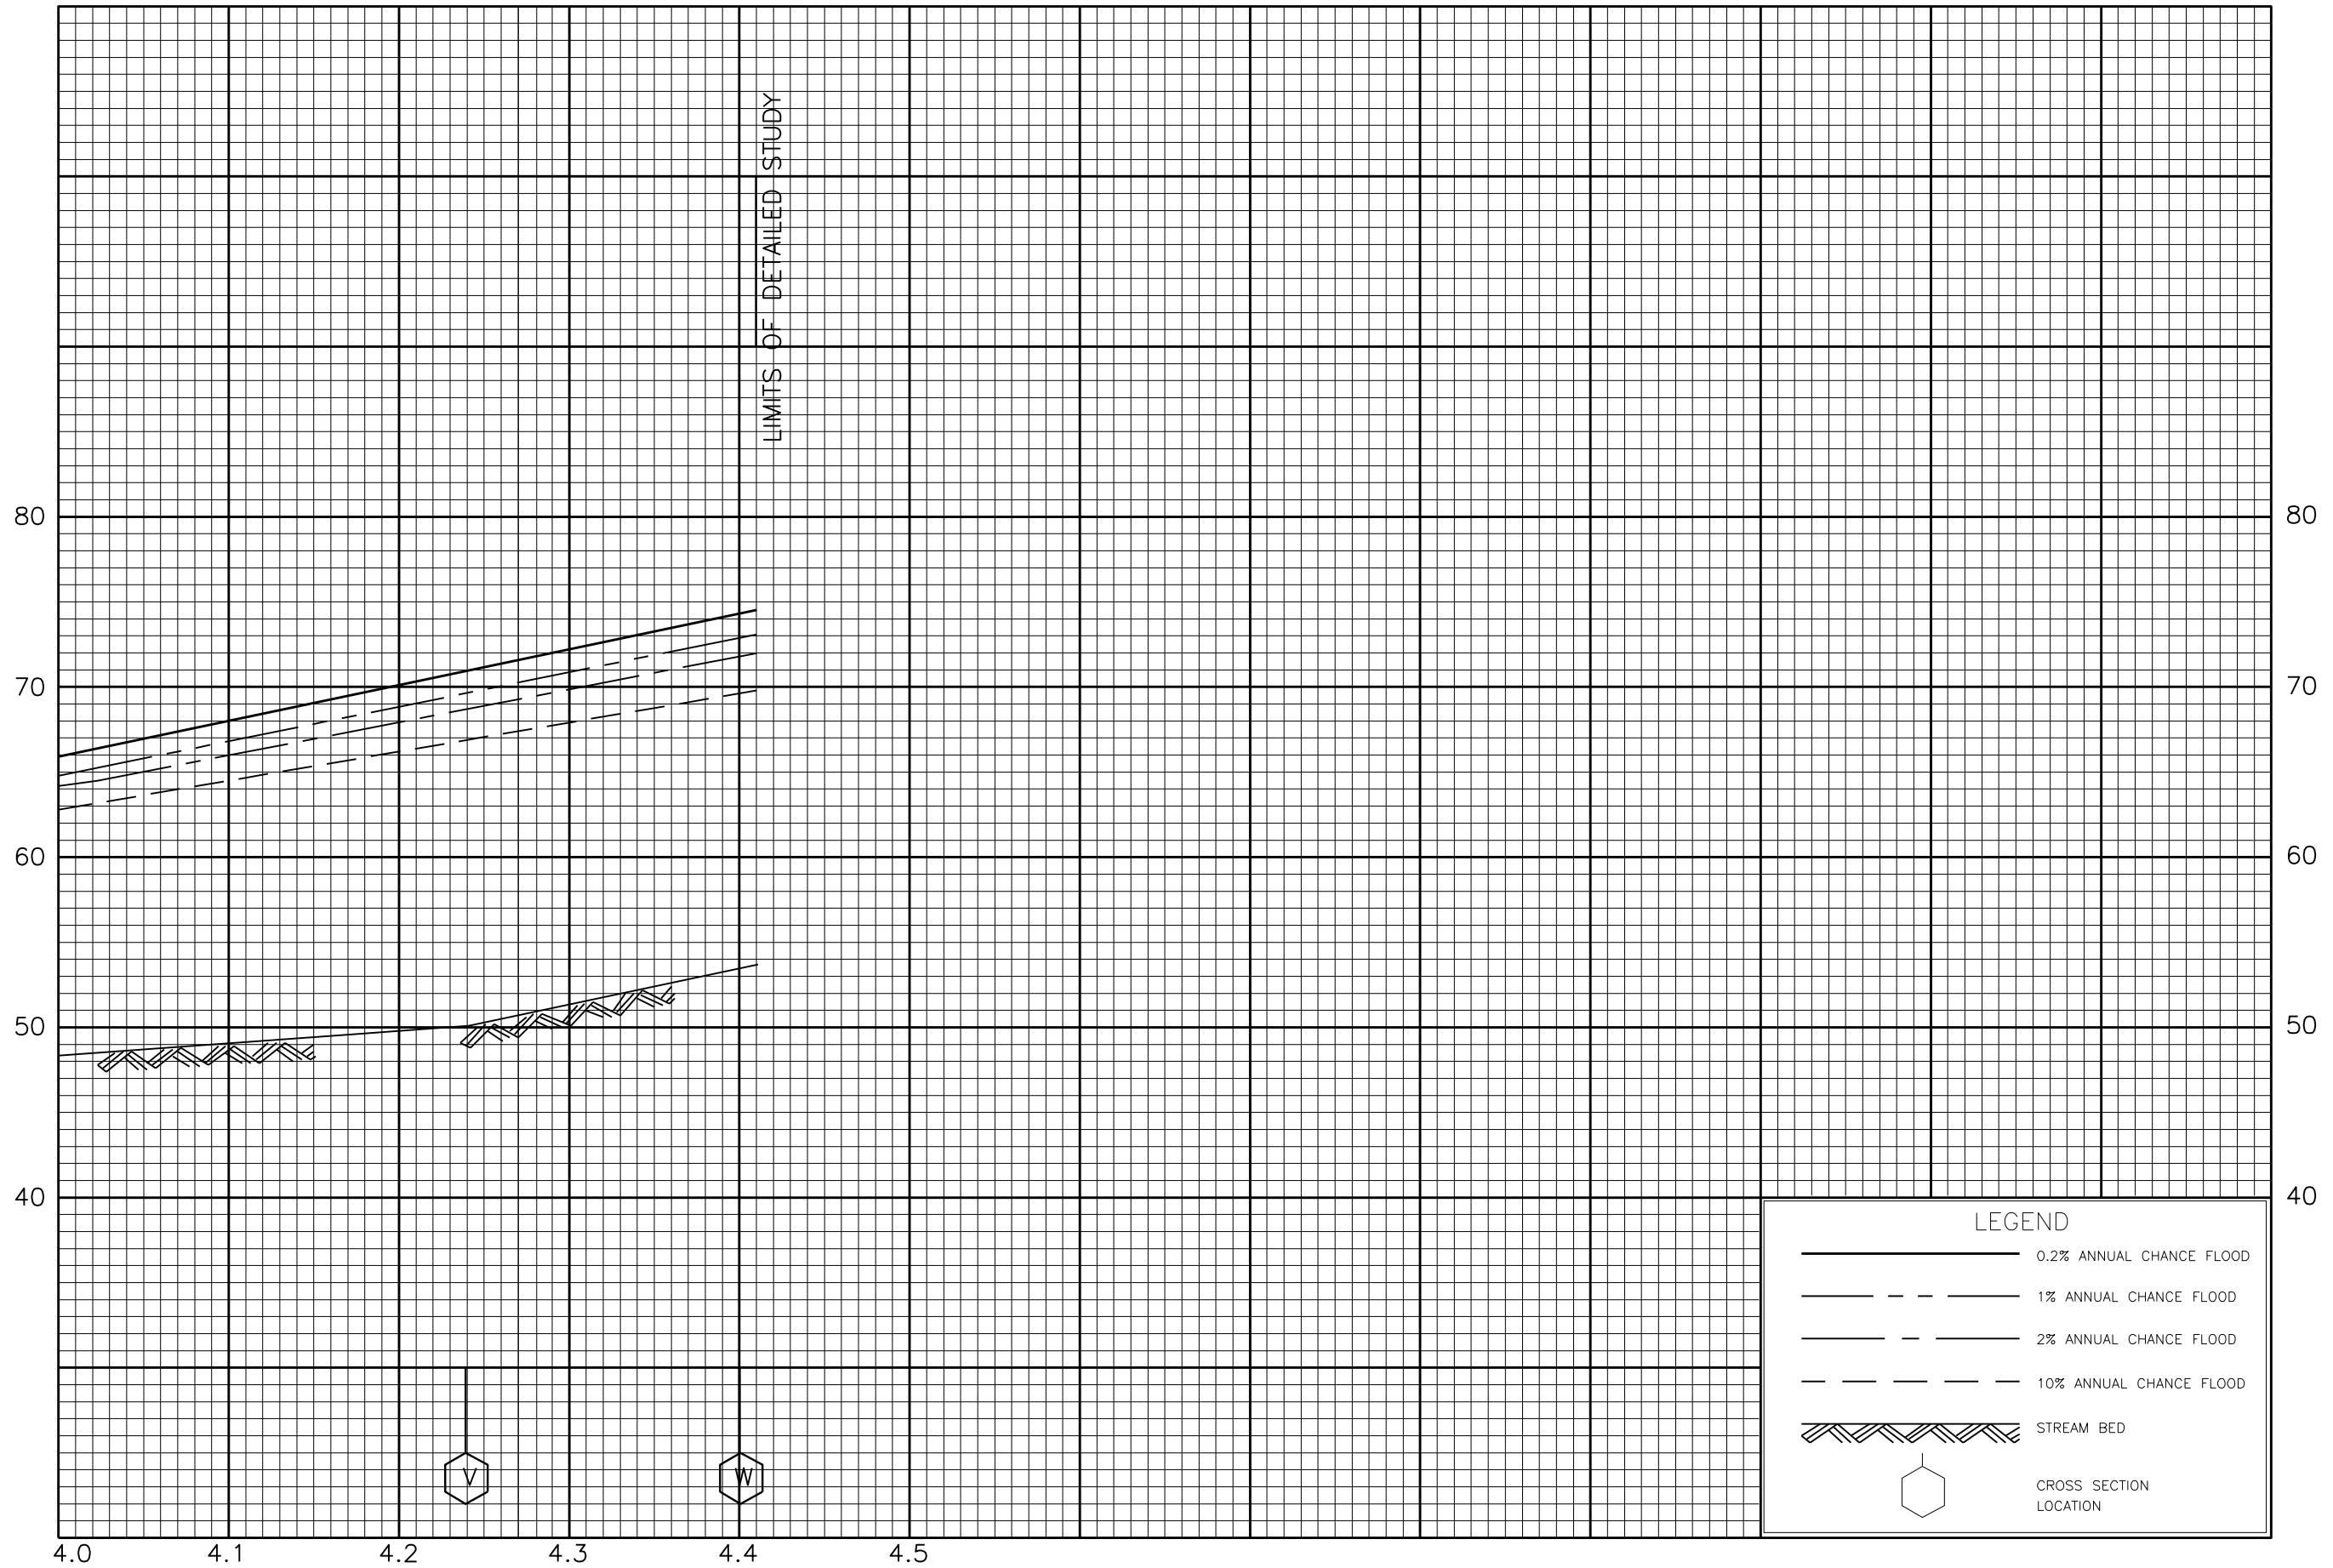 LIMITS OF DETAILED STUDY
80
80
70
70
60
60
50
50
40
40
LEGEND
0.2% ANNUAL CHANCE FLOOD
1% ANNUAL CHANCE FLOOD
2% ANNUAL CHANCE FLOOD
10% ANNUAL CHANCE FLOOD
STREAM BED
CROSS SECTION
LOCATION
V
W
4.0 4.1 4.2 4.3 4.4 4.5